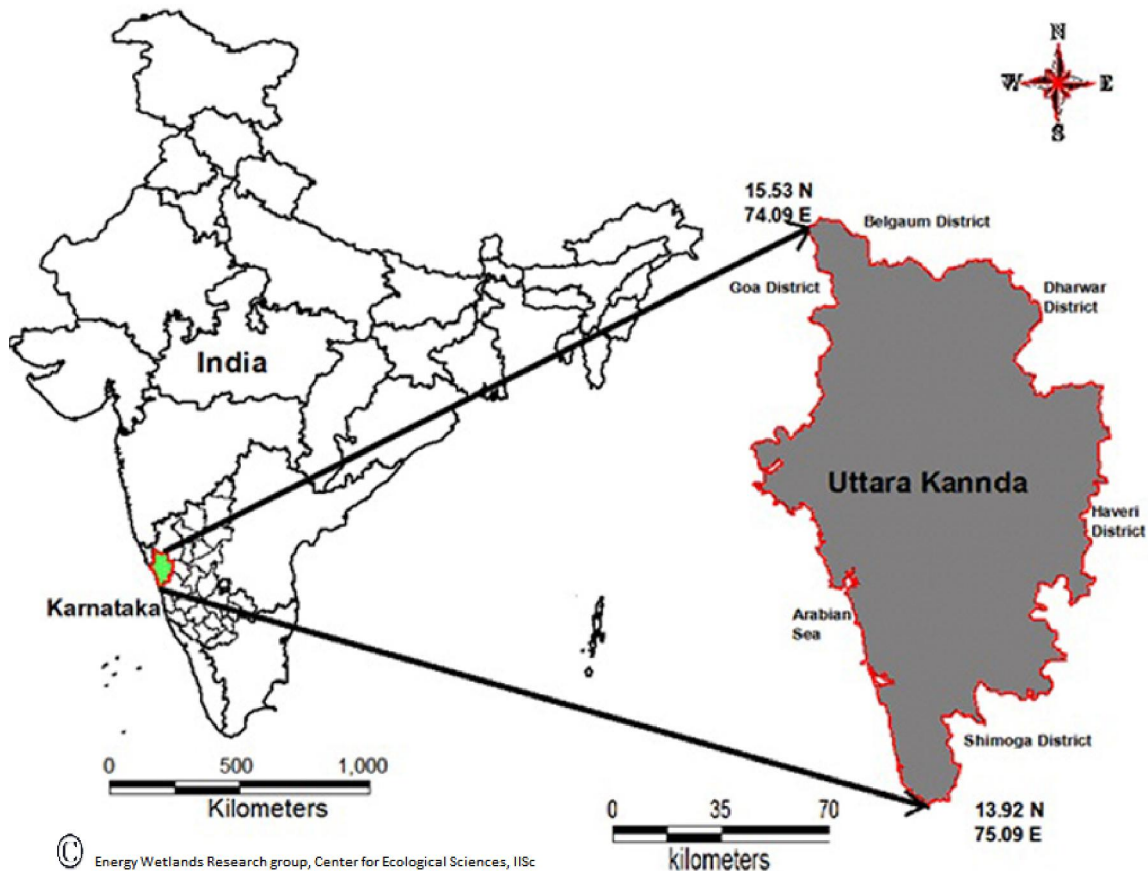 N
W E
S
15.53 N
74.09 E
Belgaum District
Goa District
Dharwar
District
India
Uttara Kannda
Haveri
District
Karnataka
Arabian
Sea
Shimoga District
0 500 1,000
Kilometers
0 35 70
kilometers
13.92 N
75.09 E
© Energy Wetlands Research group, Center for Ecological Sciences, IISc